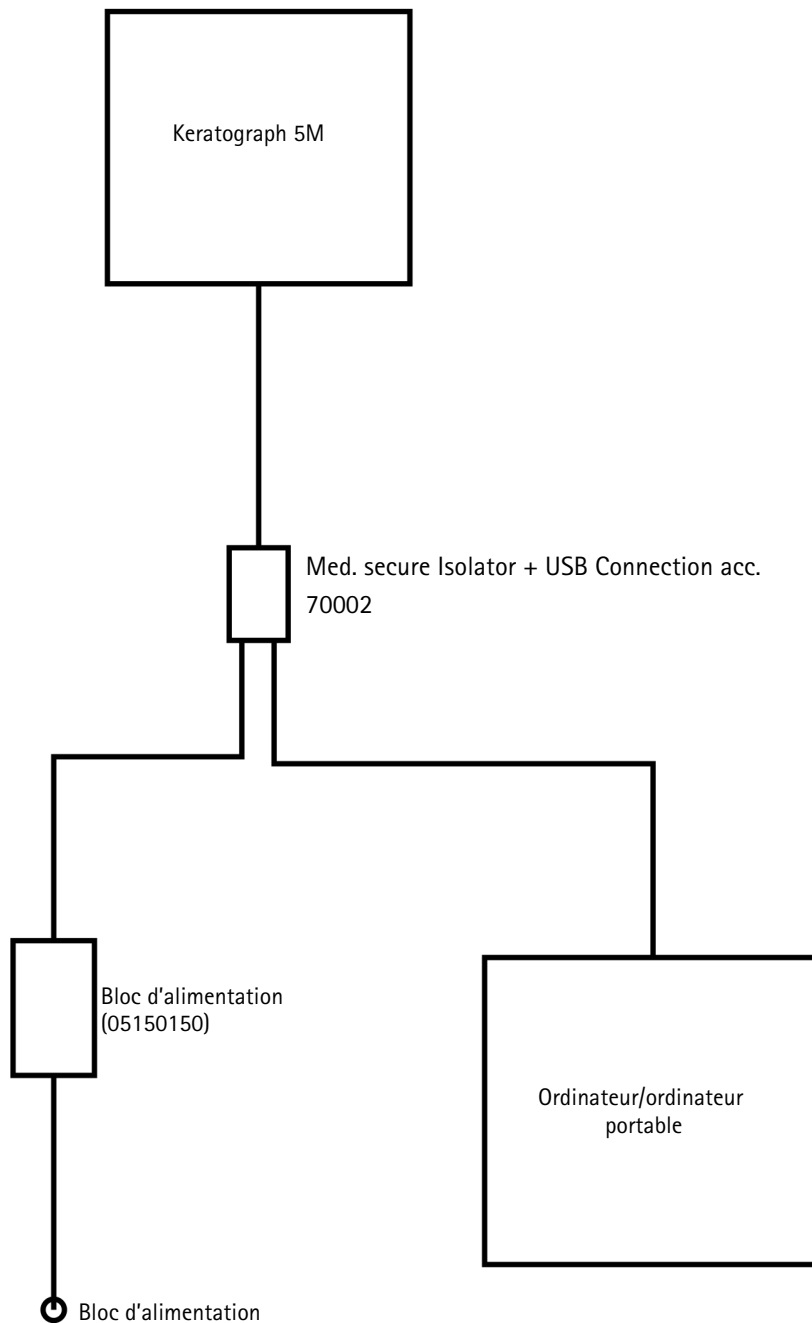 Keratograph 5M
Med. secure Isolator + USB Connection acc.
70002
Bloc d'alimentation
(05150150)
Ordinateur/ordinateur
portable
Bloc d'alimentation